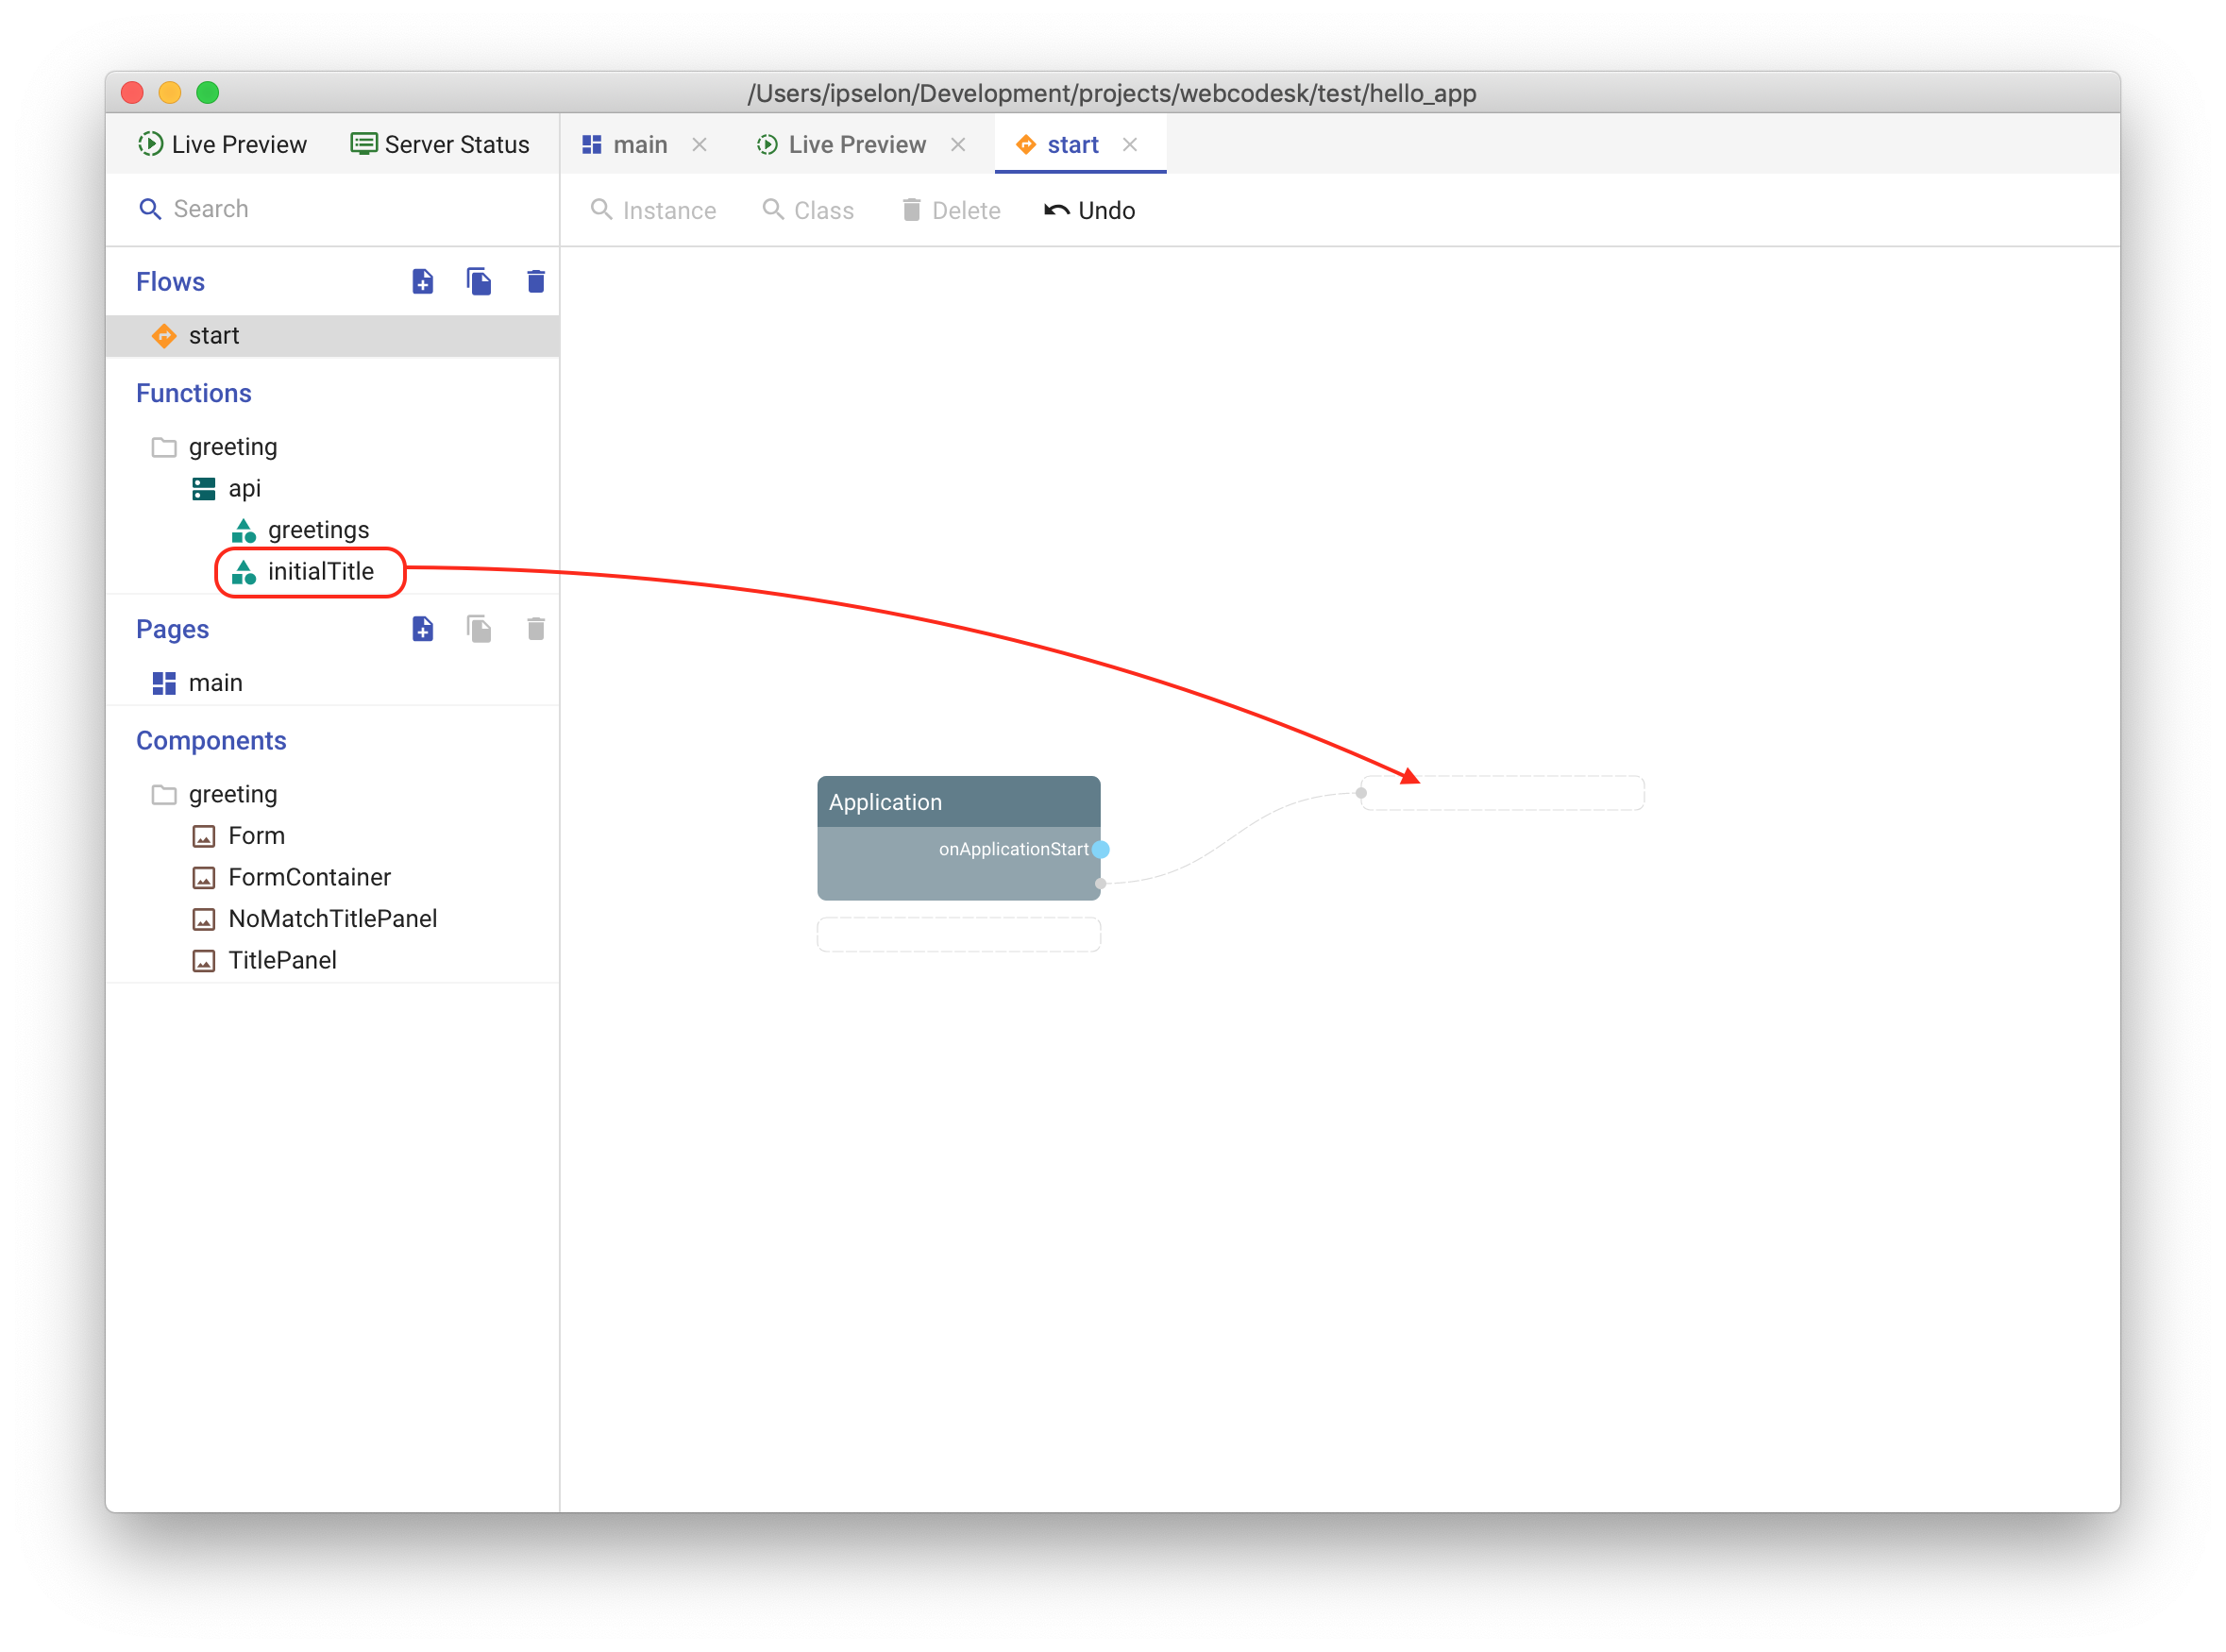 /Users/ipselon/Development/projects/webcodesk/test/hello_app
Live Preview
Server Status
main
Live Preview
start
Search
Instance
Class
Delete
Undo
Flows
start
Functions
greeting
api
greetings
initialTitle
Pages
main
Components
greeting
Form
FormContainer
NoMatchTitlePanel
TitlePanel
Application
onApplicationStart